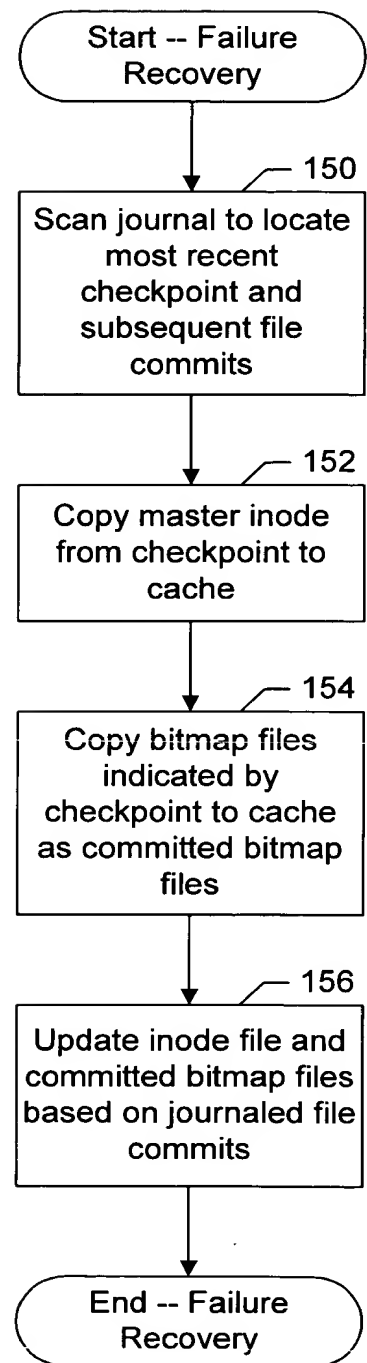 Start -- Failure
Recovery
150
Scan journal to locate
most recent
checkpoint and
subsequent file
commits
152
Copy master inode
from checkpoint to
cache
154
Copy bitmap files
indicated by
checkpoint to cache
as committed bitmap
files
156
Update inode file and
committed bitmap files
based on journaled file
commits
End -- Failure
Recovery